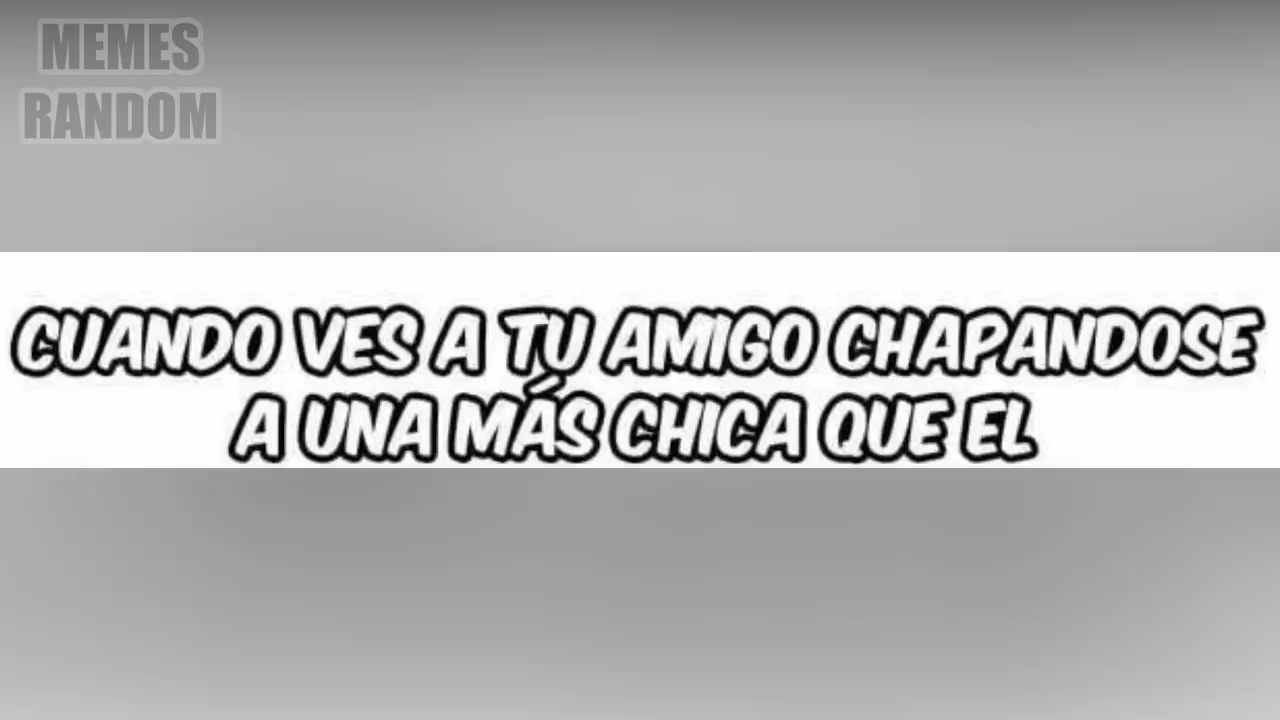 MEMES
RANDOM
CUANDO VES A TU AMIGO CHAPANDOSE
A UNA MÁS CHICA QUE EL